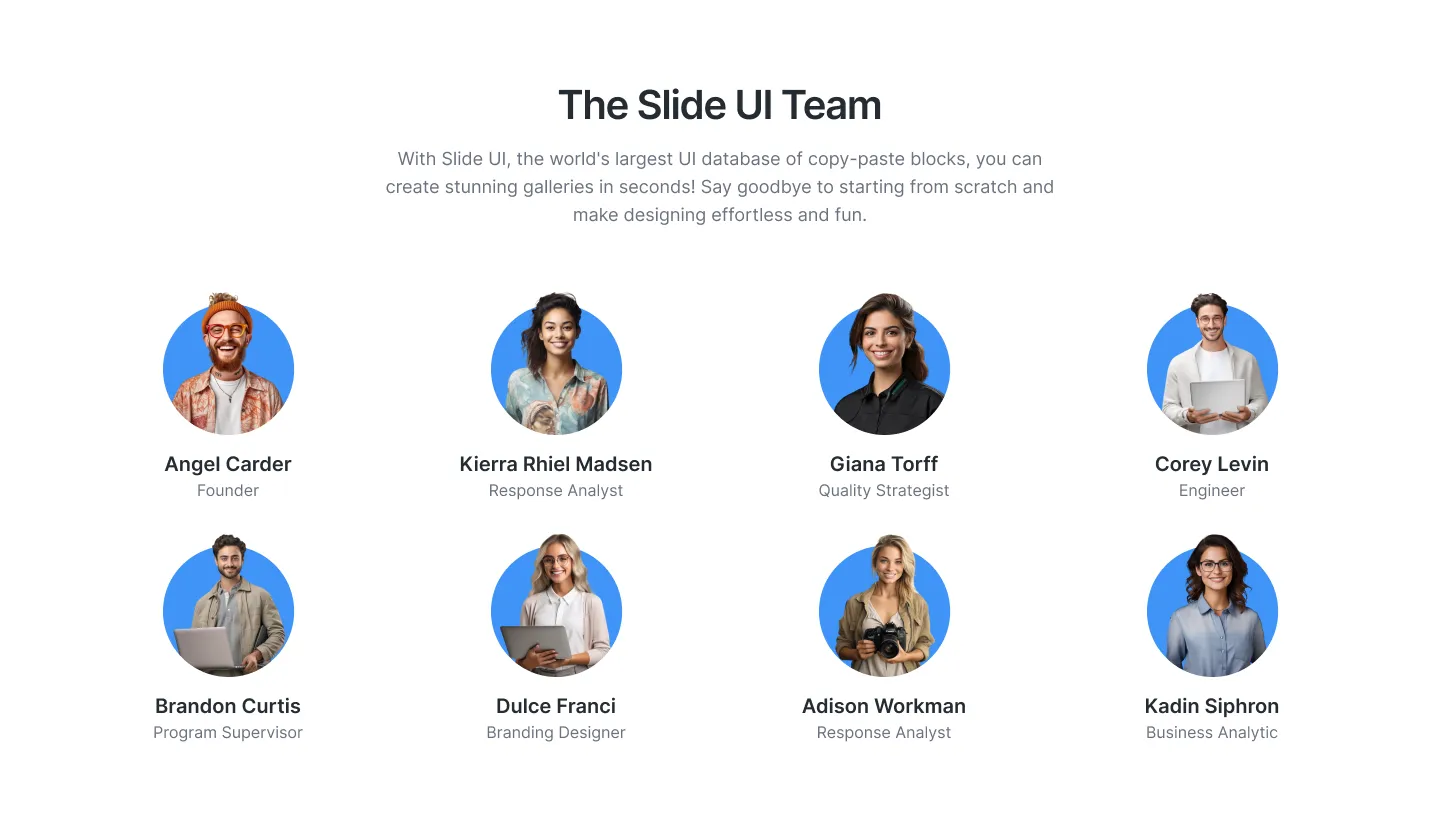 The Slide UI Team
With Slide UI, the world's largest UI database of copy-paste blocks, you can
create stunning galleries in seconds! Say goodbye to starting from scratch and
make designing effortless and fun.
Angel Carder
Founder
Kierra Rhiel Madsen
Response Analyst
Giana Torff
Quality Strategist
Corey Levin
Engineer
Brandon Curtis
Program Supervisor
Dulce Franci
Branding Designer
Adison Workman
Response Analyst
Kadin Siphron
Business Analytic